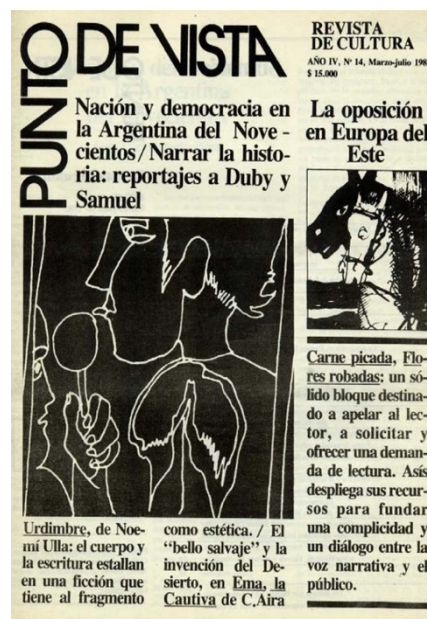 PUNTO DE VISTA
REVISTA
DE CULTURA
AÑO IV, Nº 14, Marzo-julio 198
$ 15.000
Nación y democracia en
la Argentina del Nove-
cientos/Narrar la histo-
ria: reportajes a Duby y
Samuel
La oposición
en Europa del
Este
Carne picada, Flo-
res robadas: un só-
lido bloque destina-
do a apelar al lec-
tor, a solicitar y
ofrecer una deman-
da de lectura. Asís
despliega sus recur-
sos para fundar
una complicidad y
un diálogo entre la
voz narrativa y el
público.
Urdimbre, de Noe-
mí Ulla: el cuerpo y
la escritura estallan
en una ficción que
tiene al fragmento
como estética. / El
“bello salvaje” y la
invención del De-
sierto, en Ema, la
Cautiva de C.Aira